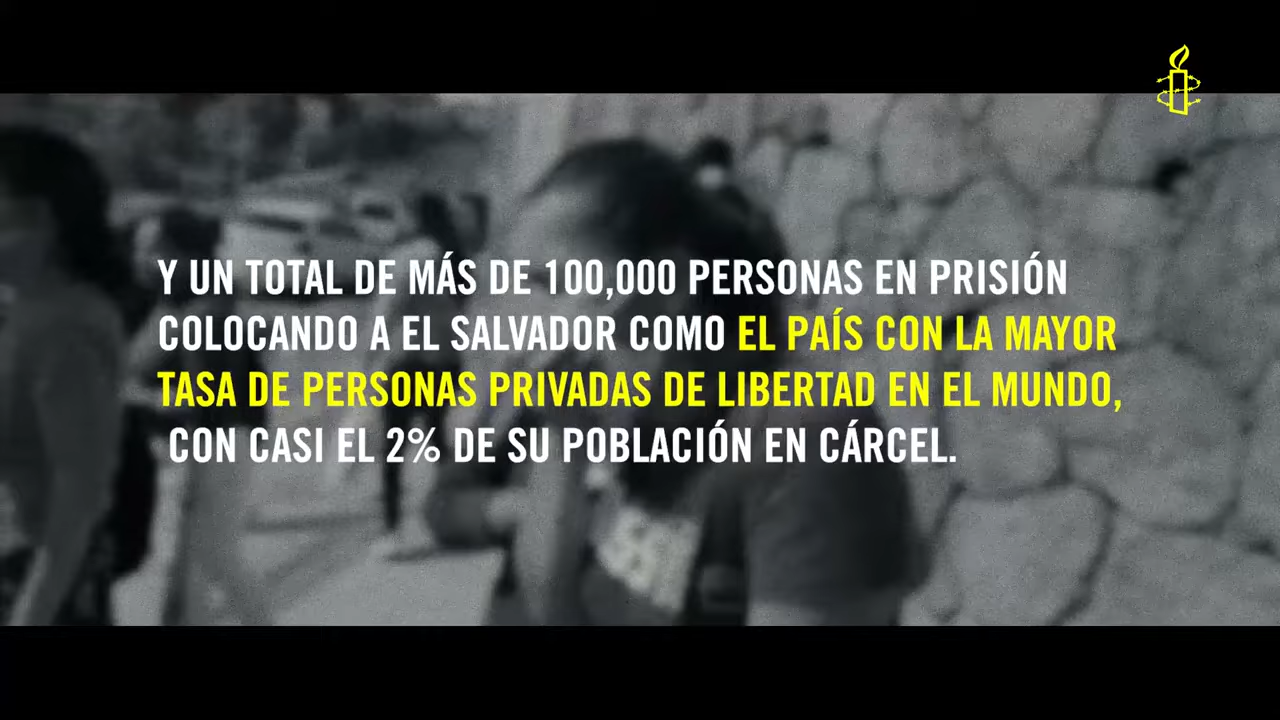 Y UN TOTAL DE MÁS DE 100,000 PERSONAS EN PRISIÓN
COLOCANDO A EL SALVADOR COMO EL PAÍS CON LA MAYOR
TASA DE PERSONAS PRIVADAS DE LIBERTAD EN EL MUNDO,
CON CASI EL 2% DE SU POBLACIÓN EN CÁRCEL.